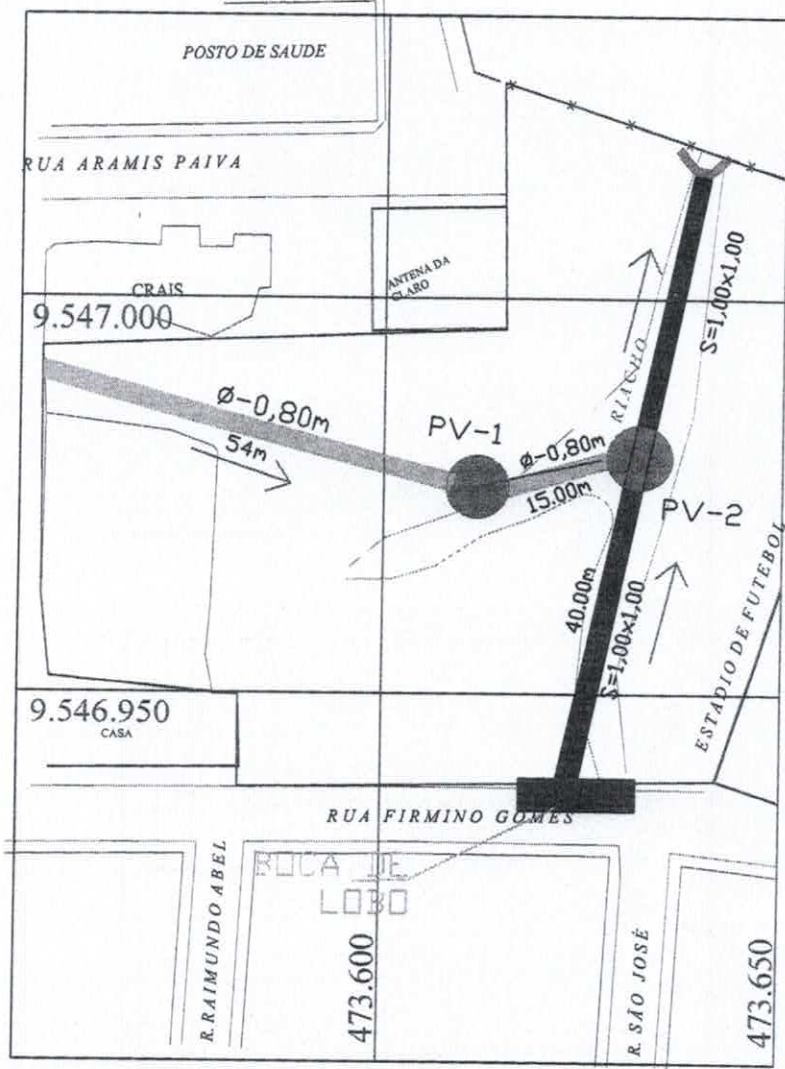 POSTO DE SAUDE
RUA ARAMIS PAIVA
CRAIS
9.547.000
ANTENA DA
CLARO
RIACHO
S=1,00x1,00
Ø-0,80m
54m
PV-1
Ø-0,80m
15.00m
PV-2
40.00m
S=1,00x1,00
ESTADIO DE FUTEBOL
9.546.950
CASA
RUA FIRMINO GOMES
BOCA DE
LOBO
R.RAIMUNDO ABEL
473.600
R. SÃO JOSÈ
473.650